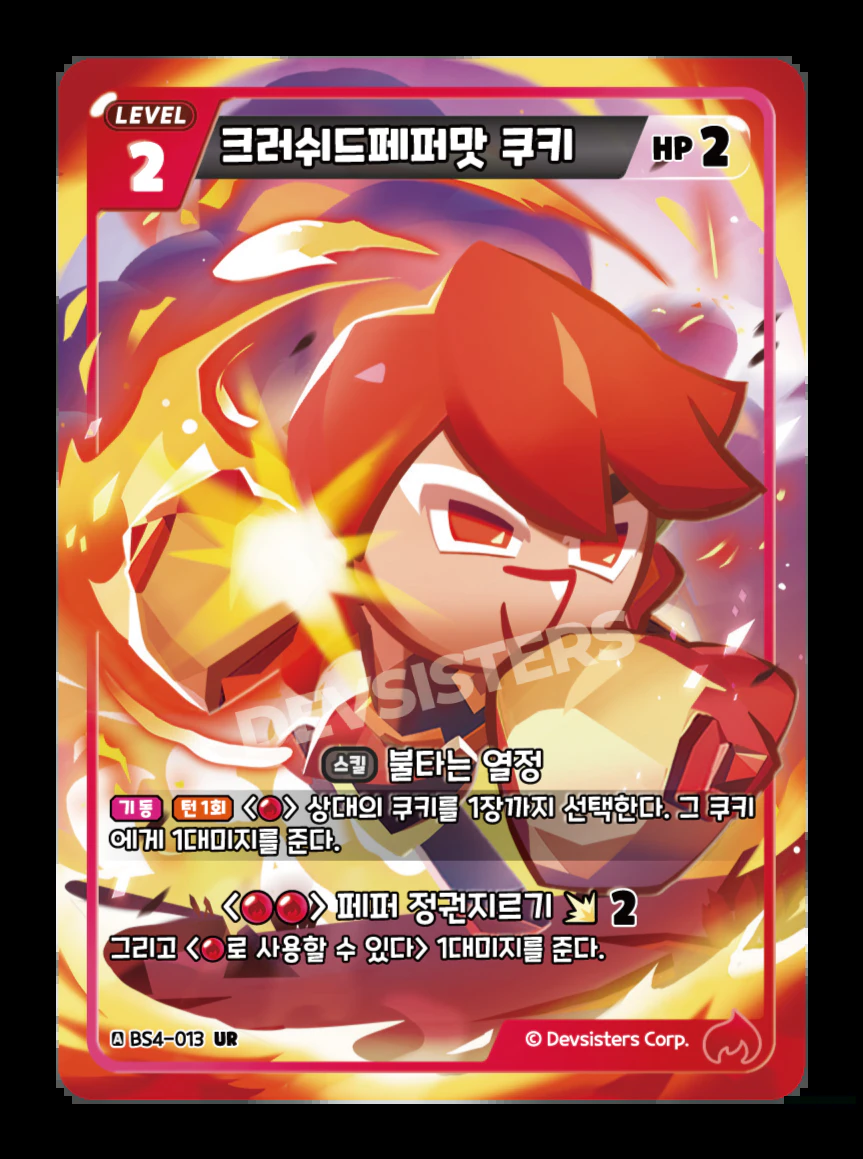 LEVEL
2
크러쉬드페퍼맛 쿠키
HP 2
DEVSISTERS
스킬 불타는 열정
기동 턴1회 < > 상대의 쿠키를 1장까지 선택한다. 그 쿠키
에게 1대미지를 준다.
< > 페퍼 정권지르기 2
그리고 < 로 사용할 수 있다> 1대미지를 준다.
A BS4-013 UR
© Devsisters Corp.